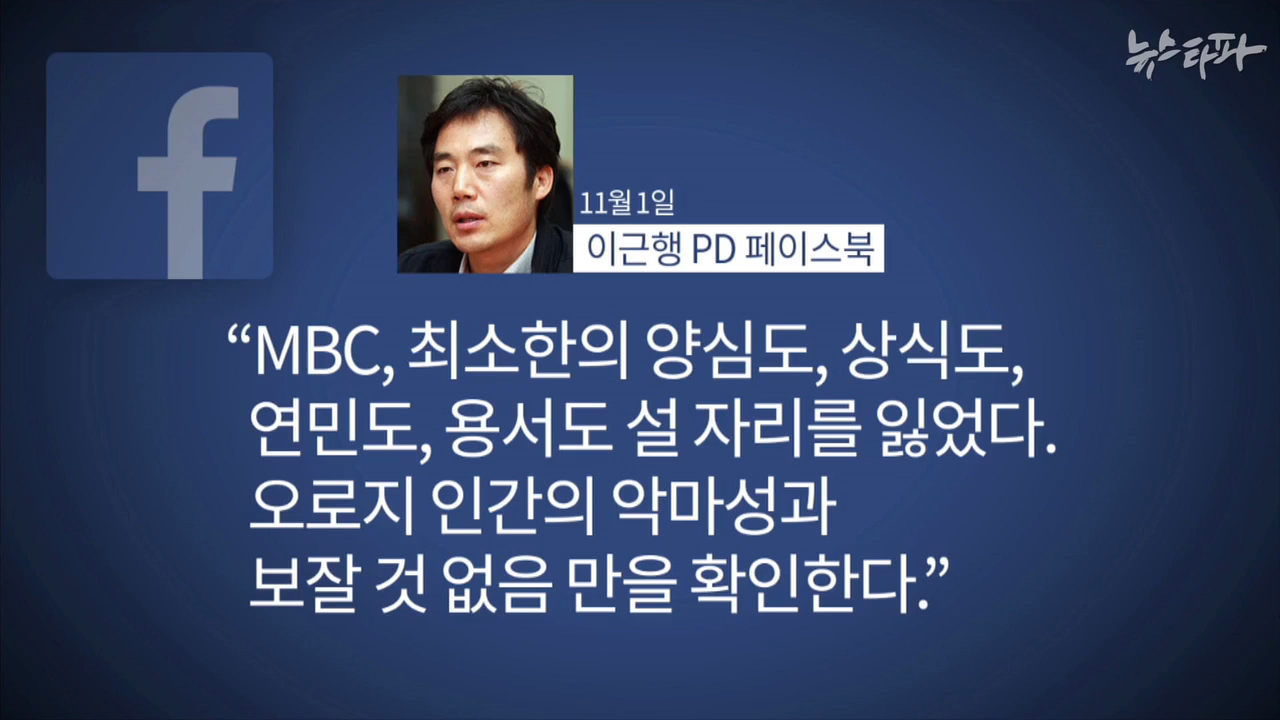 뉴스타파
f
11월 1일
이근행 PD 페이스북
“MBC, 최소한의 양심도, 상식도,
연민도, 용서도 설 자리를 잃었다.
오로지 인간의 악마성과
보잘 것 없음 만을 확인한다.”